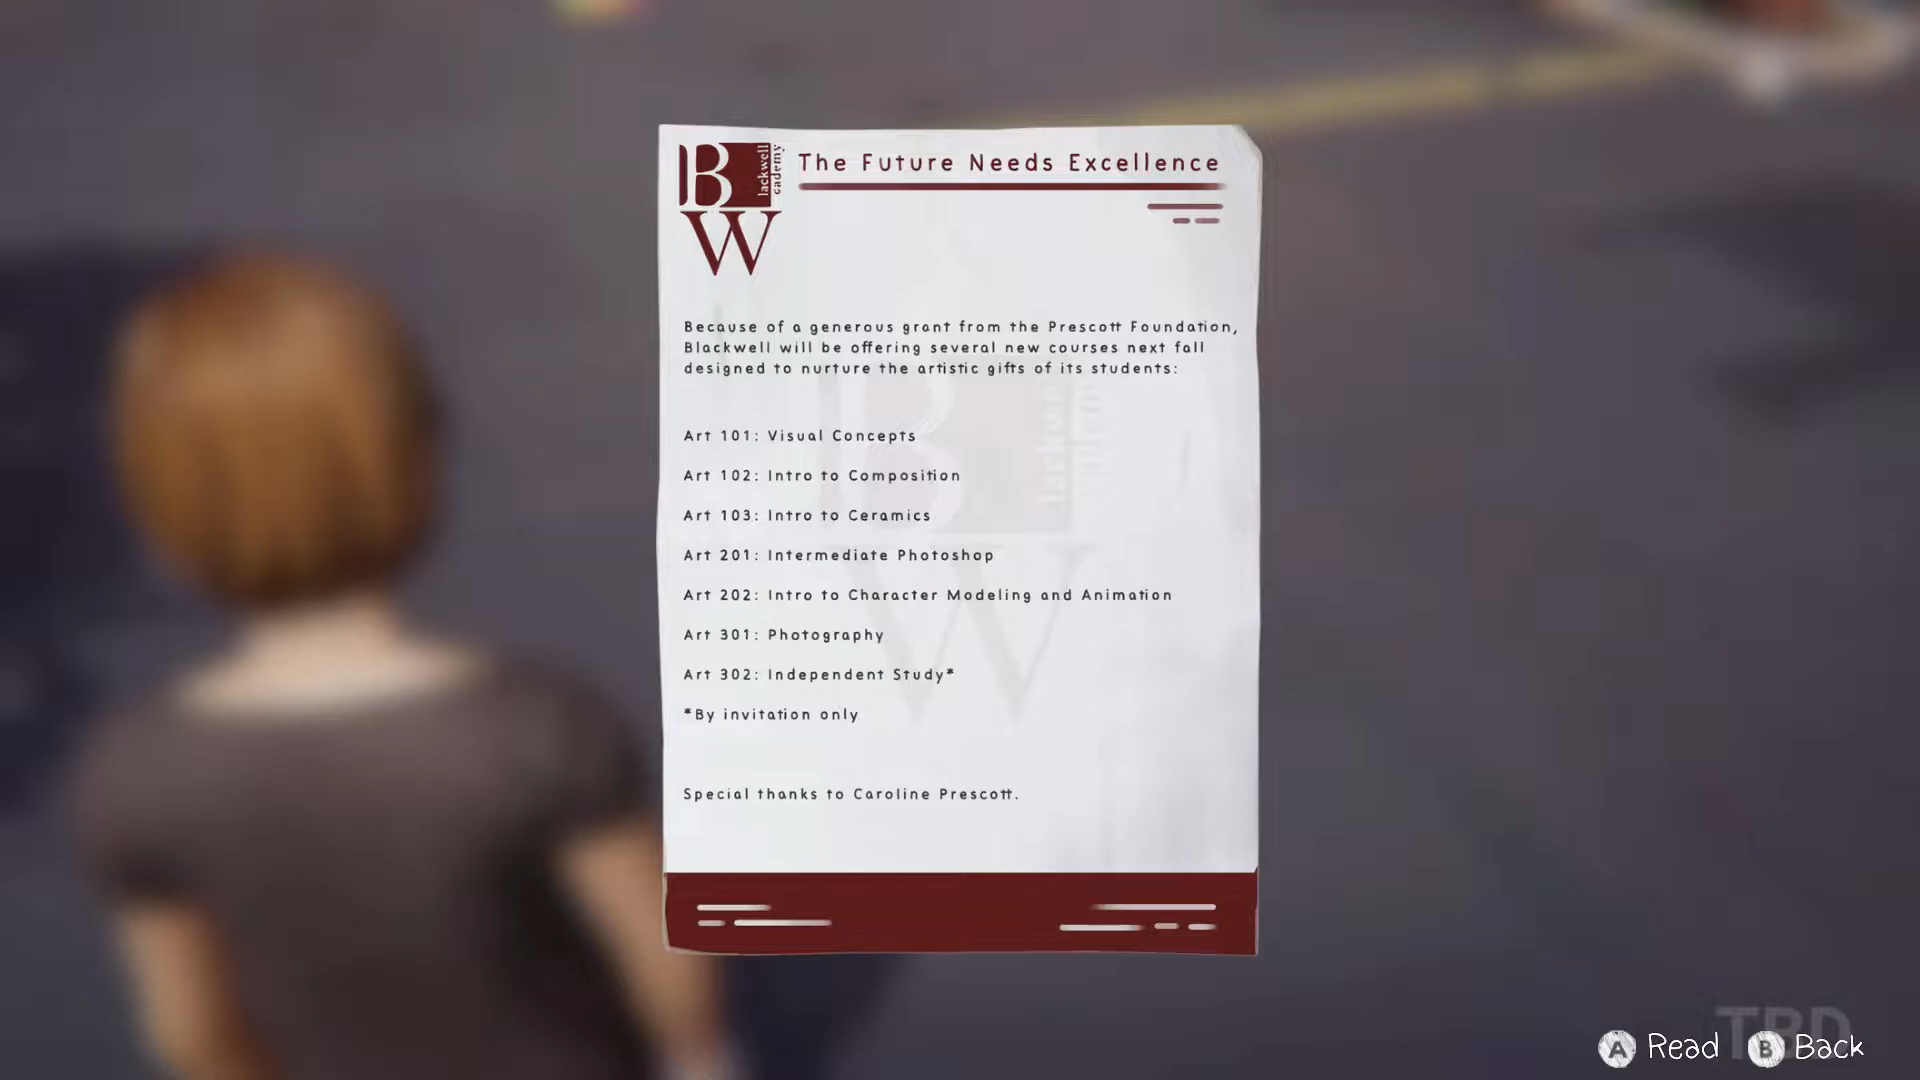 B lackwell
cademy
W
The Future Needs Excellence
Because of a generous grant from the Prescott Foundation,
Blackwell will be offering several new courses next fall
designed to nurture the artistic gifts of its students:
Art 101: Visual Concepts
Art 102: Intro to Composition
Art 103: Intro to Ceramics
Art 201: Intermediate Photoshop
Art 202: Intro to Character Modeling and Animation
Art 301: Photography
Art 302: Independent Study*
*By invitation only
Special thanks to Caroline Prescott.
TBD
A Read B Back